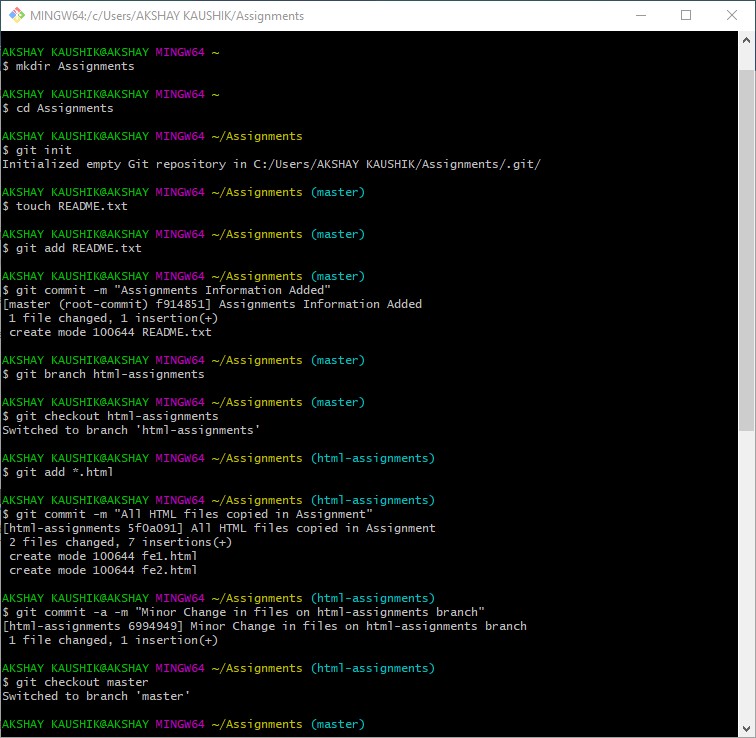 MINGW64:/c/Users/AKSHAY KAUSHIK/Assignments
AKSHAY KAUSHIK@AKSHAY MINGW64 ~
$ mkdir Assignments
AKSHAY KAUSHIK@AKSHAY MINGW64 ~
$ cd Assignments
AKSHAY KAUSHIK@AKSHAY MINGW64 ~/Assignments
$ git init
Initialized empty Git repository in C:/Users/AKSHAY KAUSHIK/Assignments/.git/
AKSHAY KAUSHIK@AKSHAY MINGW64 ~/Assignments (master)
$ touch README.txt
AKSHAY KAUSHIK@AKSHAY MINGW64 ~/Assignments (master)
$ git add README.txt
AKSHAY KAUSHIK@AKSHAY MINGW64 ~/Assignments (master)
$ git commit -m "Assignments Information Added"
[master (root-commit) f914851] Assignments Information Added
 1 file changed, 1 insertion(+)
 create mode 100644 README.txt
AKSHAY KAUSHIK@AKSHAY MINGW64 ~/Assignments (master)
$ git branch html-assignments
AKSHAY KAUSHIK@AKSHAY MINGW64 ~/Assignments (master)
$ git checkout html-assignments
Switched to branch 'html-assignments'
AKSHAY KAUSHIK@AKSHAY MINGW64 ~/Assignments (html-assignments)
$ git add *.html
AKSHAY KAUSHIK@AKSHAY MINGW64 ~/Assignments (html-assignments)
$ git commit -m "All HTML files copied in Assignment"
[html-assignments 5f0a091] All HTML files copied in Assignment
 2 files changed, 7 insertions(+)
 create mode 100644 fe1.html
 create mode 100644 fe2.html
AKSHAY KAUSHIK@AKSHAY MINGW64 ~/Assignments (html-assignments)
$ git commit -a -m "Minor Change in files on html-assignments branch"
[html-assignments 6994949] Minor Change in files on html-assignments branch
 1 file changed, 1 insertion(+)
AKSHAY KAUSHIK@AKSHAY MINGW64 ~/Assignments (html-assignments)
$ git checkout master
Switched to branch 'master'
AKSHAY KAUSHIK@AKSHAY MINGW64 ~/Assignments (master)